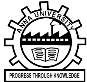 ANNA UNIVERSITY
PROGRESS THROUGH KNOWLEDGE